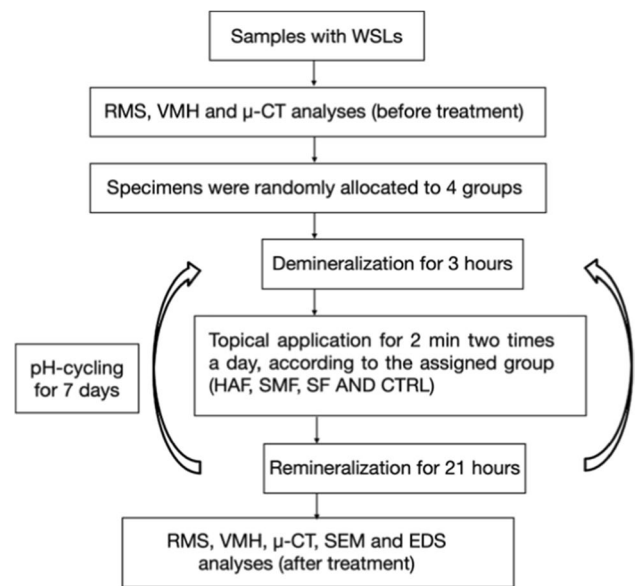 Samples with WSLs
RMS, VMH and µ-CT analyses (before treatment)
Specimens were randomly allocated to 4 groups
Demineralization for 3 hours
Topical application for 2 min two times
a day, according to the assigned group
(HAF, SMF, SF AND CTRL)
pH-cycling
for 7 days
Remineralization for 21 hours
RMS, VMH, µ-CT, SEM and EDS
analyses (after treatment)